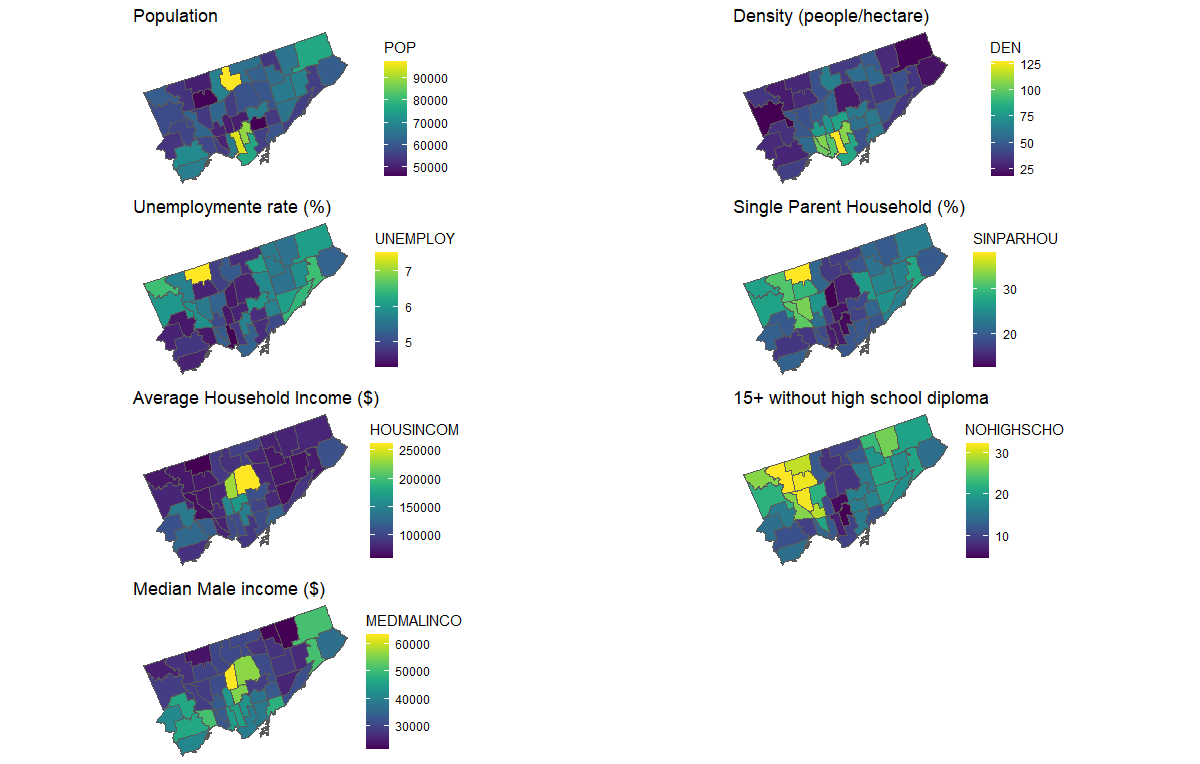 Population
POP
90000
80000
70000
60000
50000
Density (people/hectare)
DEN
125
100
75
50
25
Unemploymente rate (%)
UNEMPLOY
7
6
5
Single Parent Household (%)
SINPARHOU
30
20
Average Household Income ($)
HOUSINCOM
250000
200000
150000
100000
15+ without high school diploma
NOHIGHSCHO
30
20
10
Median Male income ($)
MEDMALINCO
60000
50000
40000
30000